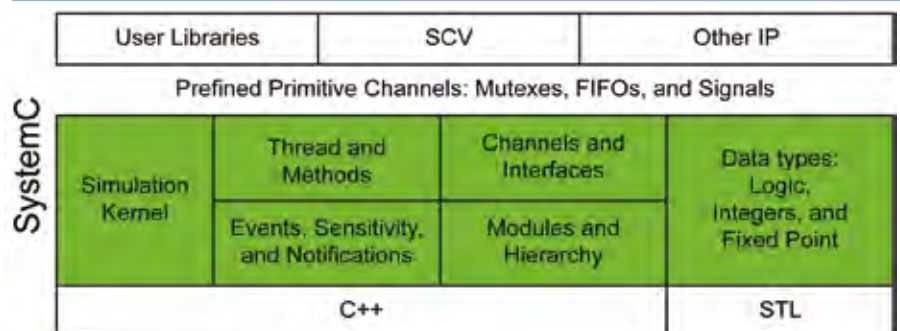 User Libraries
SCV
Other IP
Prefined Primitive Channels: Mutexes, FIFOs, and Signals
SystemC
Simulation
Kernel
Thread and
Methods
Channels and
Interfaces
Events, Sensitivity,
and Notifications
Modules and
Hierarchy
Data types:
Logic,
Integers, and
Fixed Point
C++
STL